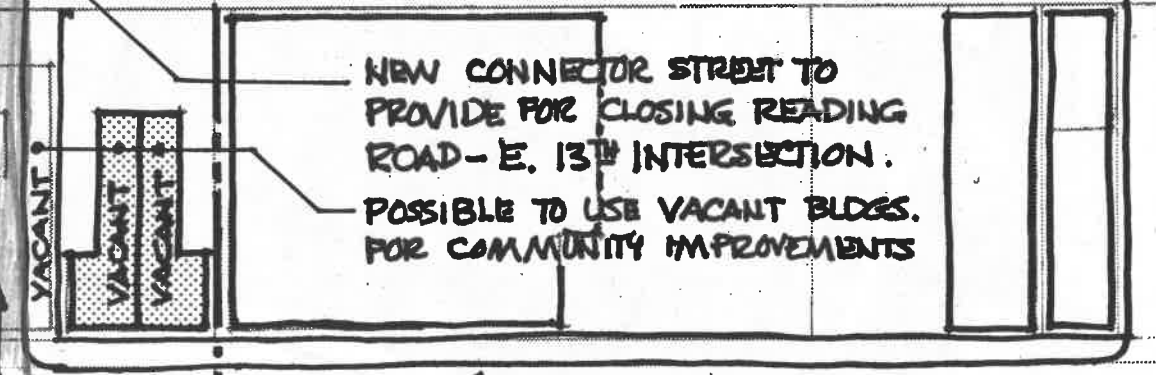 NEW CONNECTOR STREET TO
PROVIDE FOR CLOSING READING
ROAD - E. 13TH INTERSECTION.
POSSIBLE TO USE VACANT BLDGS.
FOR COMMUNITY IMPROVEMENTS
VACANT
VACANT
VACANT